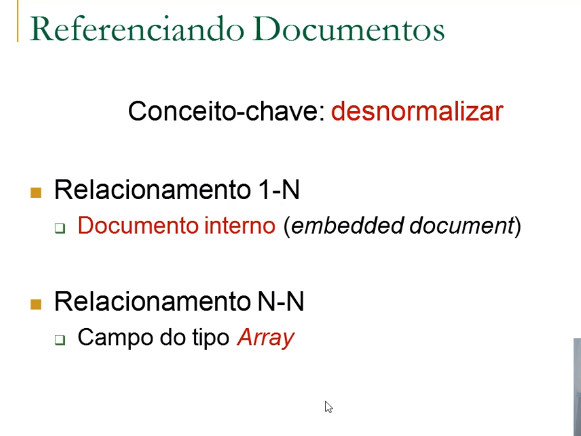 Referenciando Documentos
Conceito-chave: desnormalizar
Relacionamento 1-N
Documento interno (embedded document)
Relacionamento N-N
Campo do tipo Array